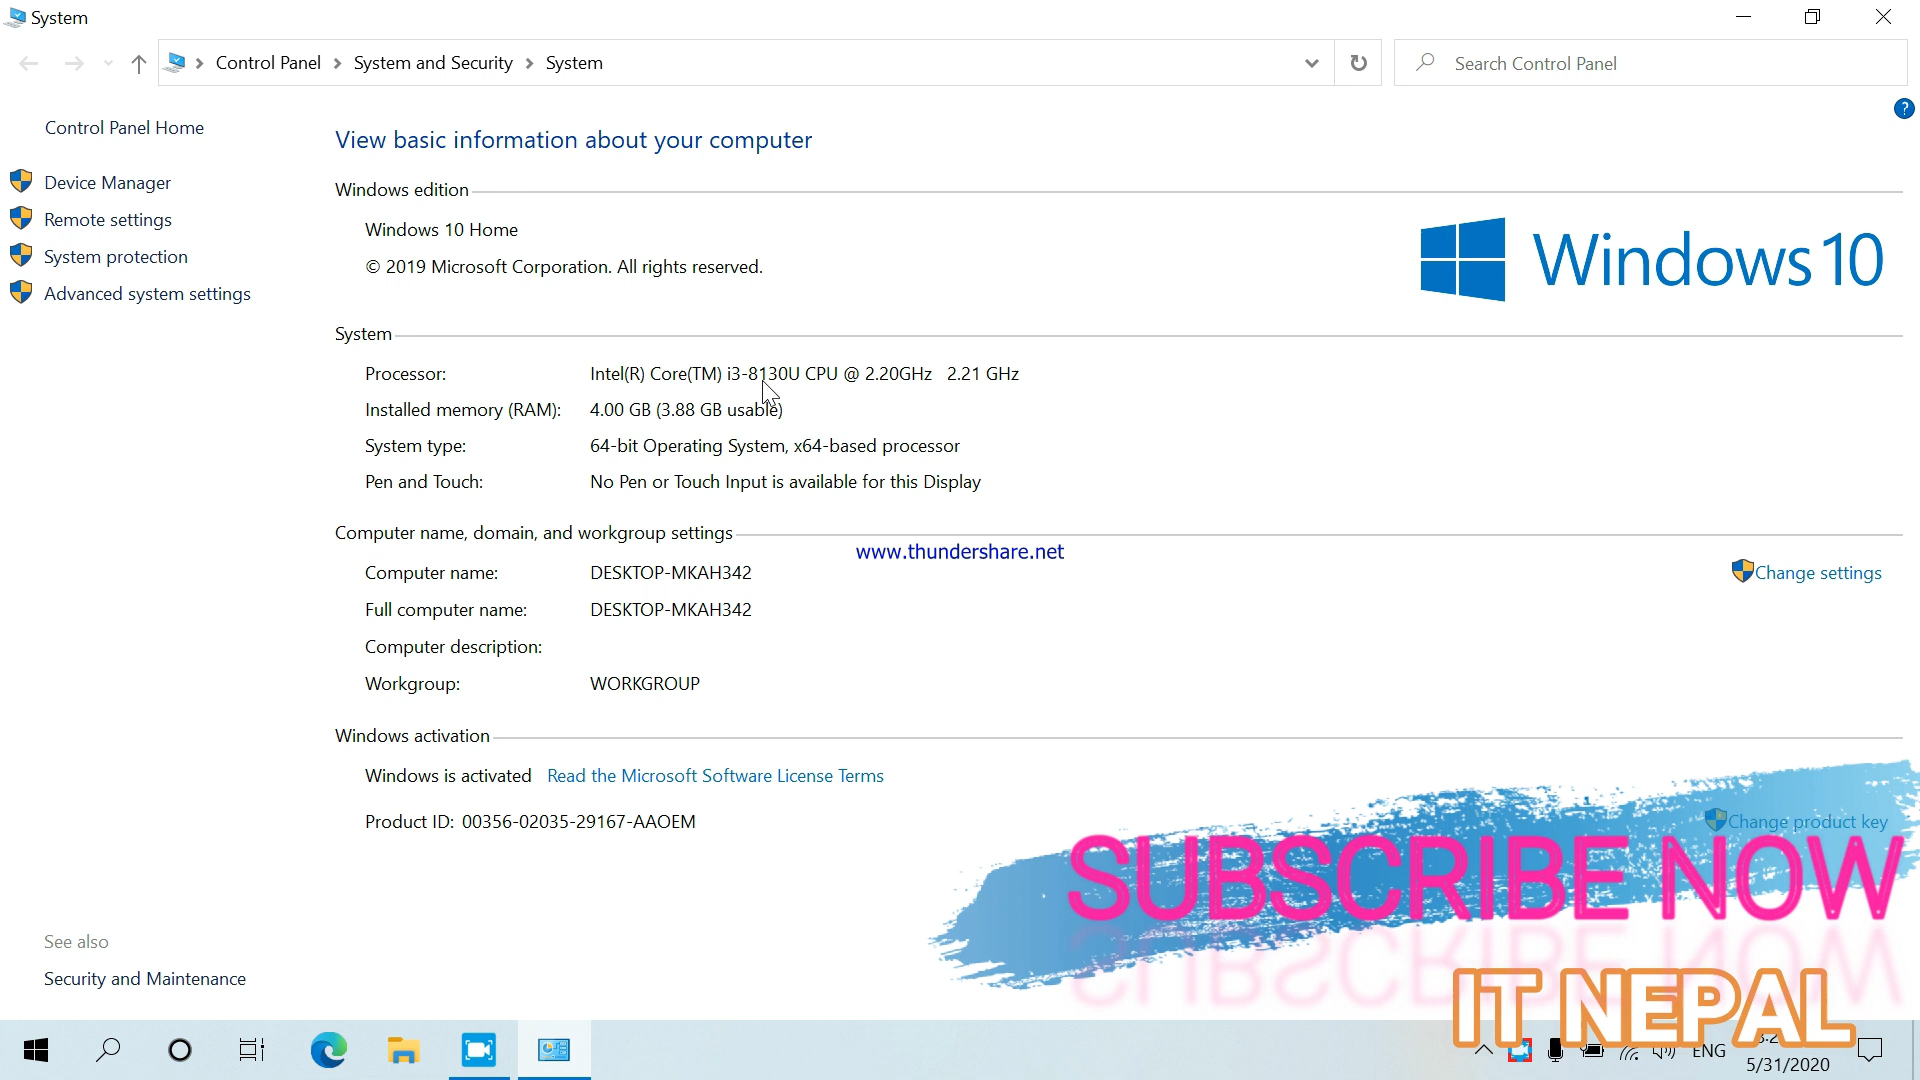 System
Control Panel
System and Security
System
Search Control Panel
Control Panel Home
Device Manager
Remote settings
System protection
Advanced system settings
View basic information about your computer
Windows edition
Windows 10 Home
© 2019 Microsoft Corporation. All rights reserved.
Windows 10
System
Processor: Intel(R) Core(TM) i3-8130U CPU @ 2.20GHz 2.21 GHz
Installed memory (RAM): 4.00 GB (3.88 GB usable)
System type: 64-bit Operating System, x64-based processor
Pen and Touch: No Pen or Touch Input is available for this Display
Computer name, domain, and workgroup settings
www.thundershare.net
Computer name: DESKTOP-MKAH342
Change settings
Full computer name: DESKTOP-MKAH342
Computer description:
Workgroup: WORKGROUP
Windows activation
Windows is activated Read the Microsoft Software License Terms
Product ID: 00356-02035-29167-AAOEM
Change product key
SUBSCRIBE NOW
See also
Security and Maintenance
IT NEPAL
ENG
5/31/2020